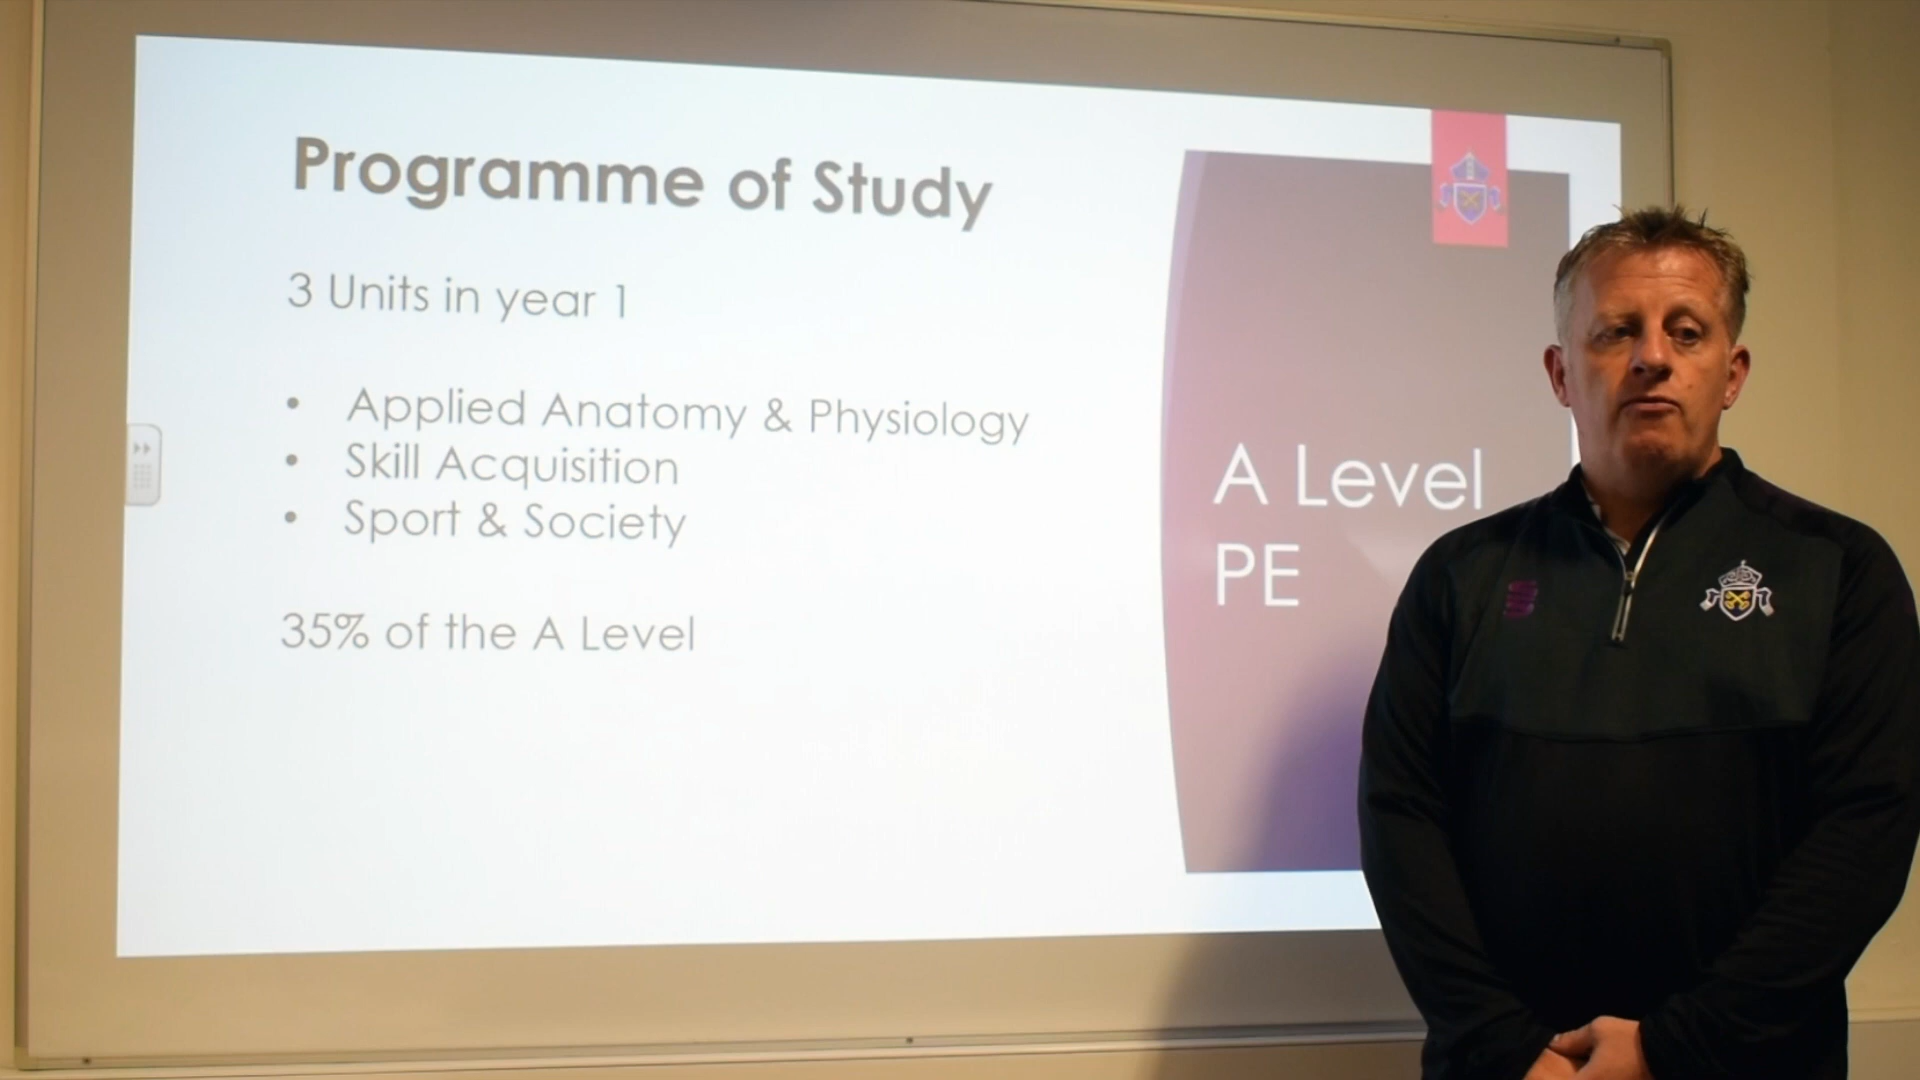 Programme of Study
3 Units in year 1
• Applied Anatomy & Physiology
• Skill Acquisition
• Sport & Society
35% of the A Level
A Level
PE